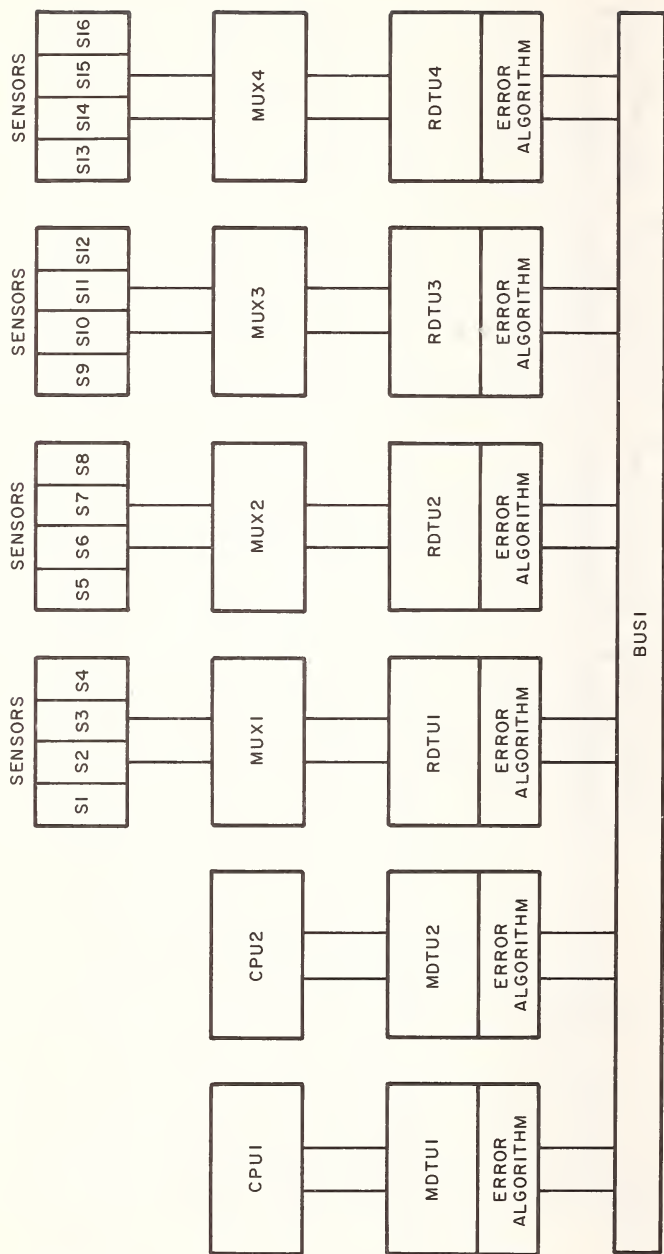 SENSORS
S1 S2 S3 S4
SENSORS
S5 S6 S7 S8
SENSORS
S9 S10 S11 S12
SENSORS
S13 S14 S15 S16
CPU1
CPU2
MUX1
MUX2
MUX3
MUX4
MDTU1
MDTU2
RDTU1
RDTU2
RDTU3
RDTU4
ERROR
ALGORITHM
ERROR
ALGORITHM
ERROR
ALGORITHM
ERROR
ALGORITHM
ERROR
ALGORITHM
ERROR
ALGORITHM
BUS1